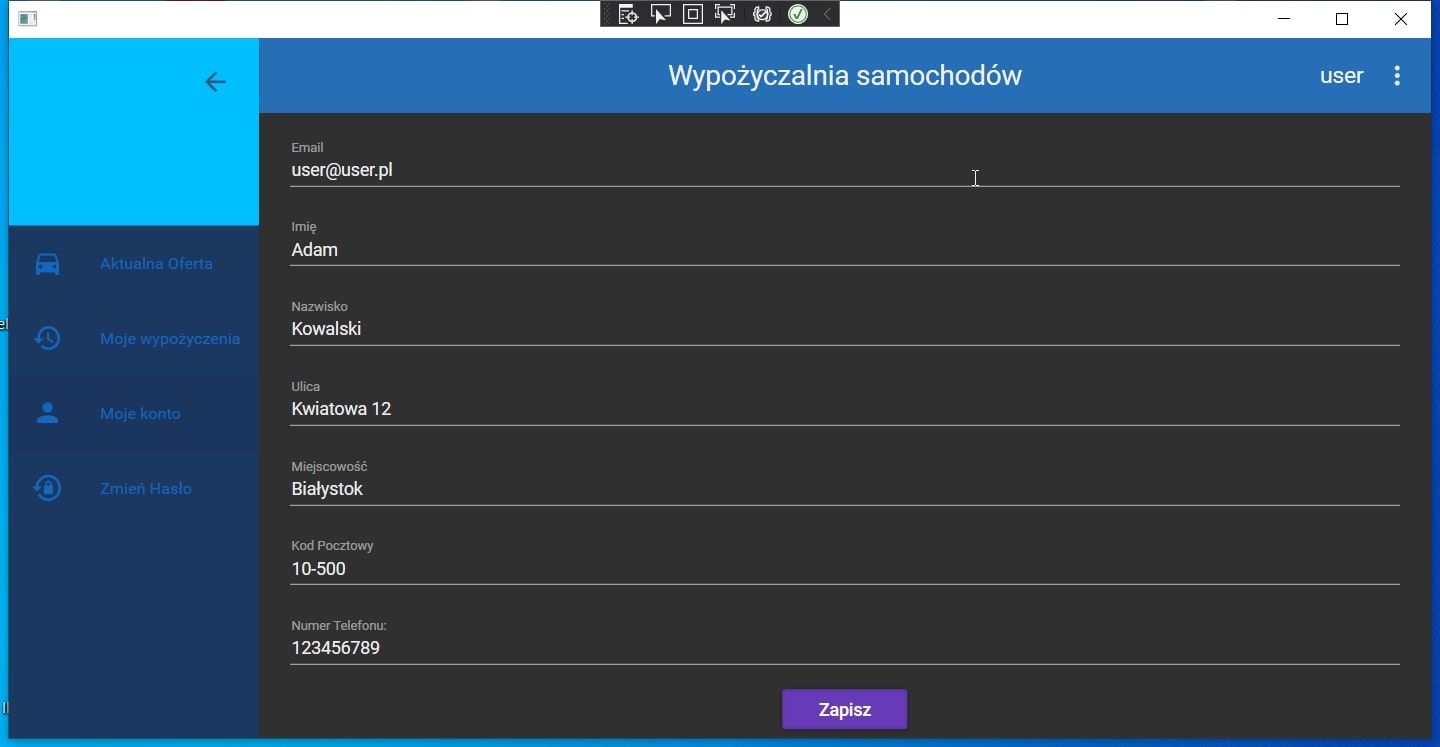 Wypożyczalnia samochodów
user
Aktualna Oferta
Moje wypożyczenia
Moje konto
Zmień Hasło
Email
user@user.pl
Imię
Adam
Nazwisko
Kowalski
Ulica
Kwiatowa 12
Miejscowość
Białystok
Kod Pocztowy
10-500
Numer Telefonu:
123456789
Zapisz